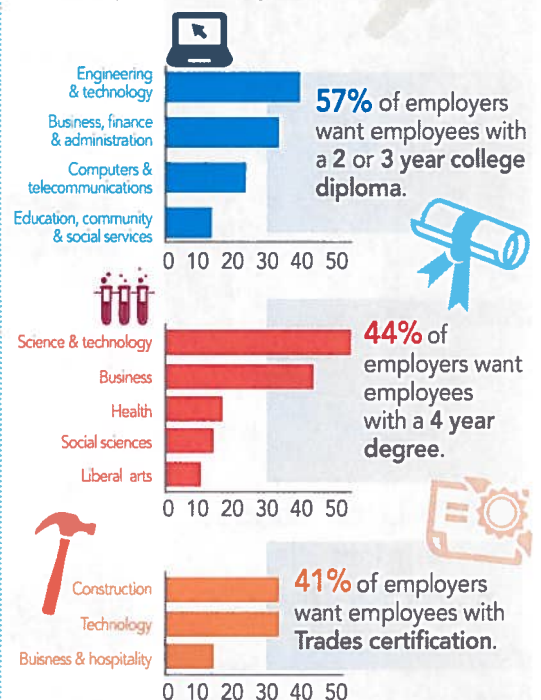 Engineering
& technology
Business, finance
& administration
Computers &
telecommunications
Education, community
& social services
57% of employers
want employees with
a 2 or 3 year college
diploma.
0 10 20 30 40 50
Science & technology
Business
Health
Social sciences
Liberal arts
44% of
employers want
employees
with a 4 year
degree.
0 10 20 30 40 50
Construction
Technology
Buisness & hospitality
41% of employers
want employees with
Trades certification.
0 10 20 30 40 50